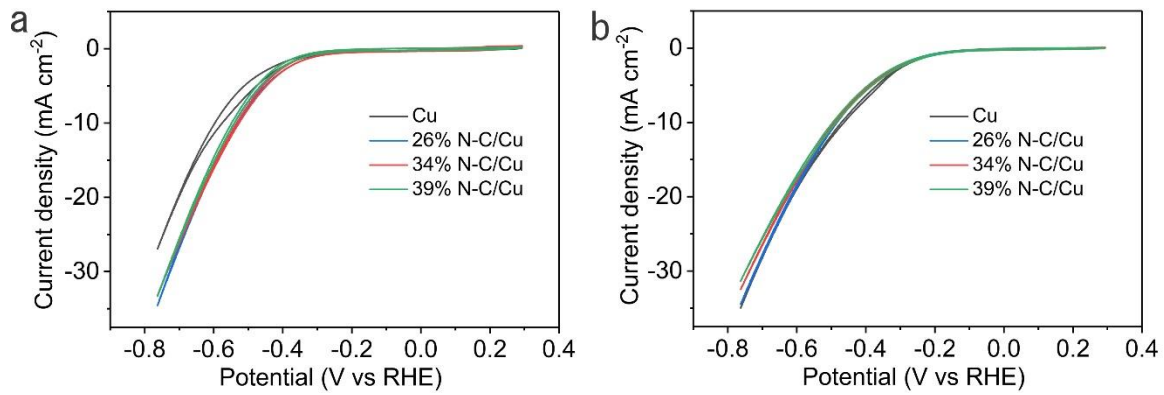 a
Current density (mA cm⁻²)
0
-10
-20
-30
Cu
26% N-C/Cu
34% N-C/Cu
39% N-C/Cu
-0.8 -0.6 -0.4 -0.2 0.0 0.2 0.4
Potential (V vs RHE)
b
Current density (mA cm⁻²)
0
-10
-20
-30
Cu
26% N-C/Cu
34% N-C/Cu
39% N-C/Cu
-0.8 -0.6 -0.4 -0.2 0.0 0.2 0.4
Potential (V vs RHE)